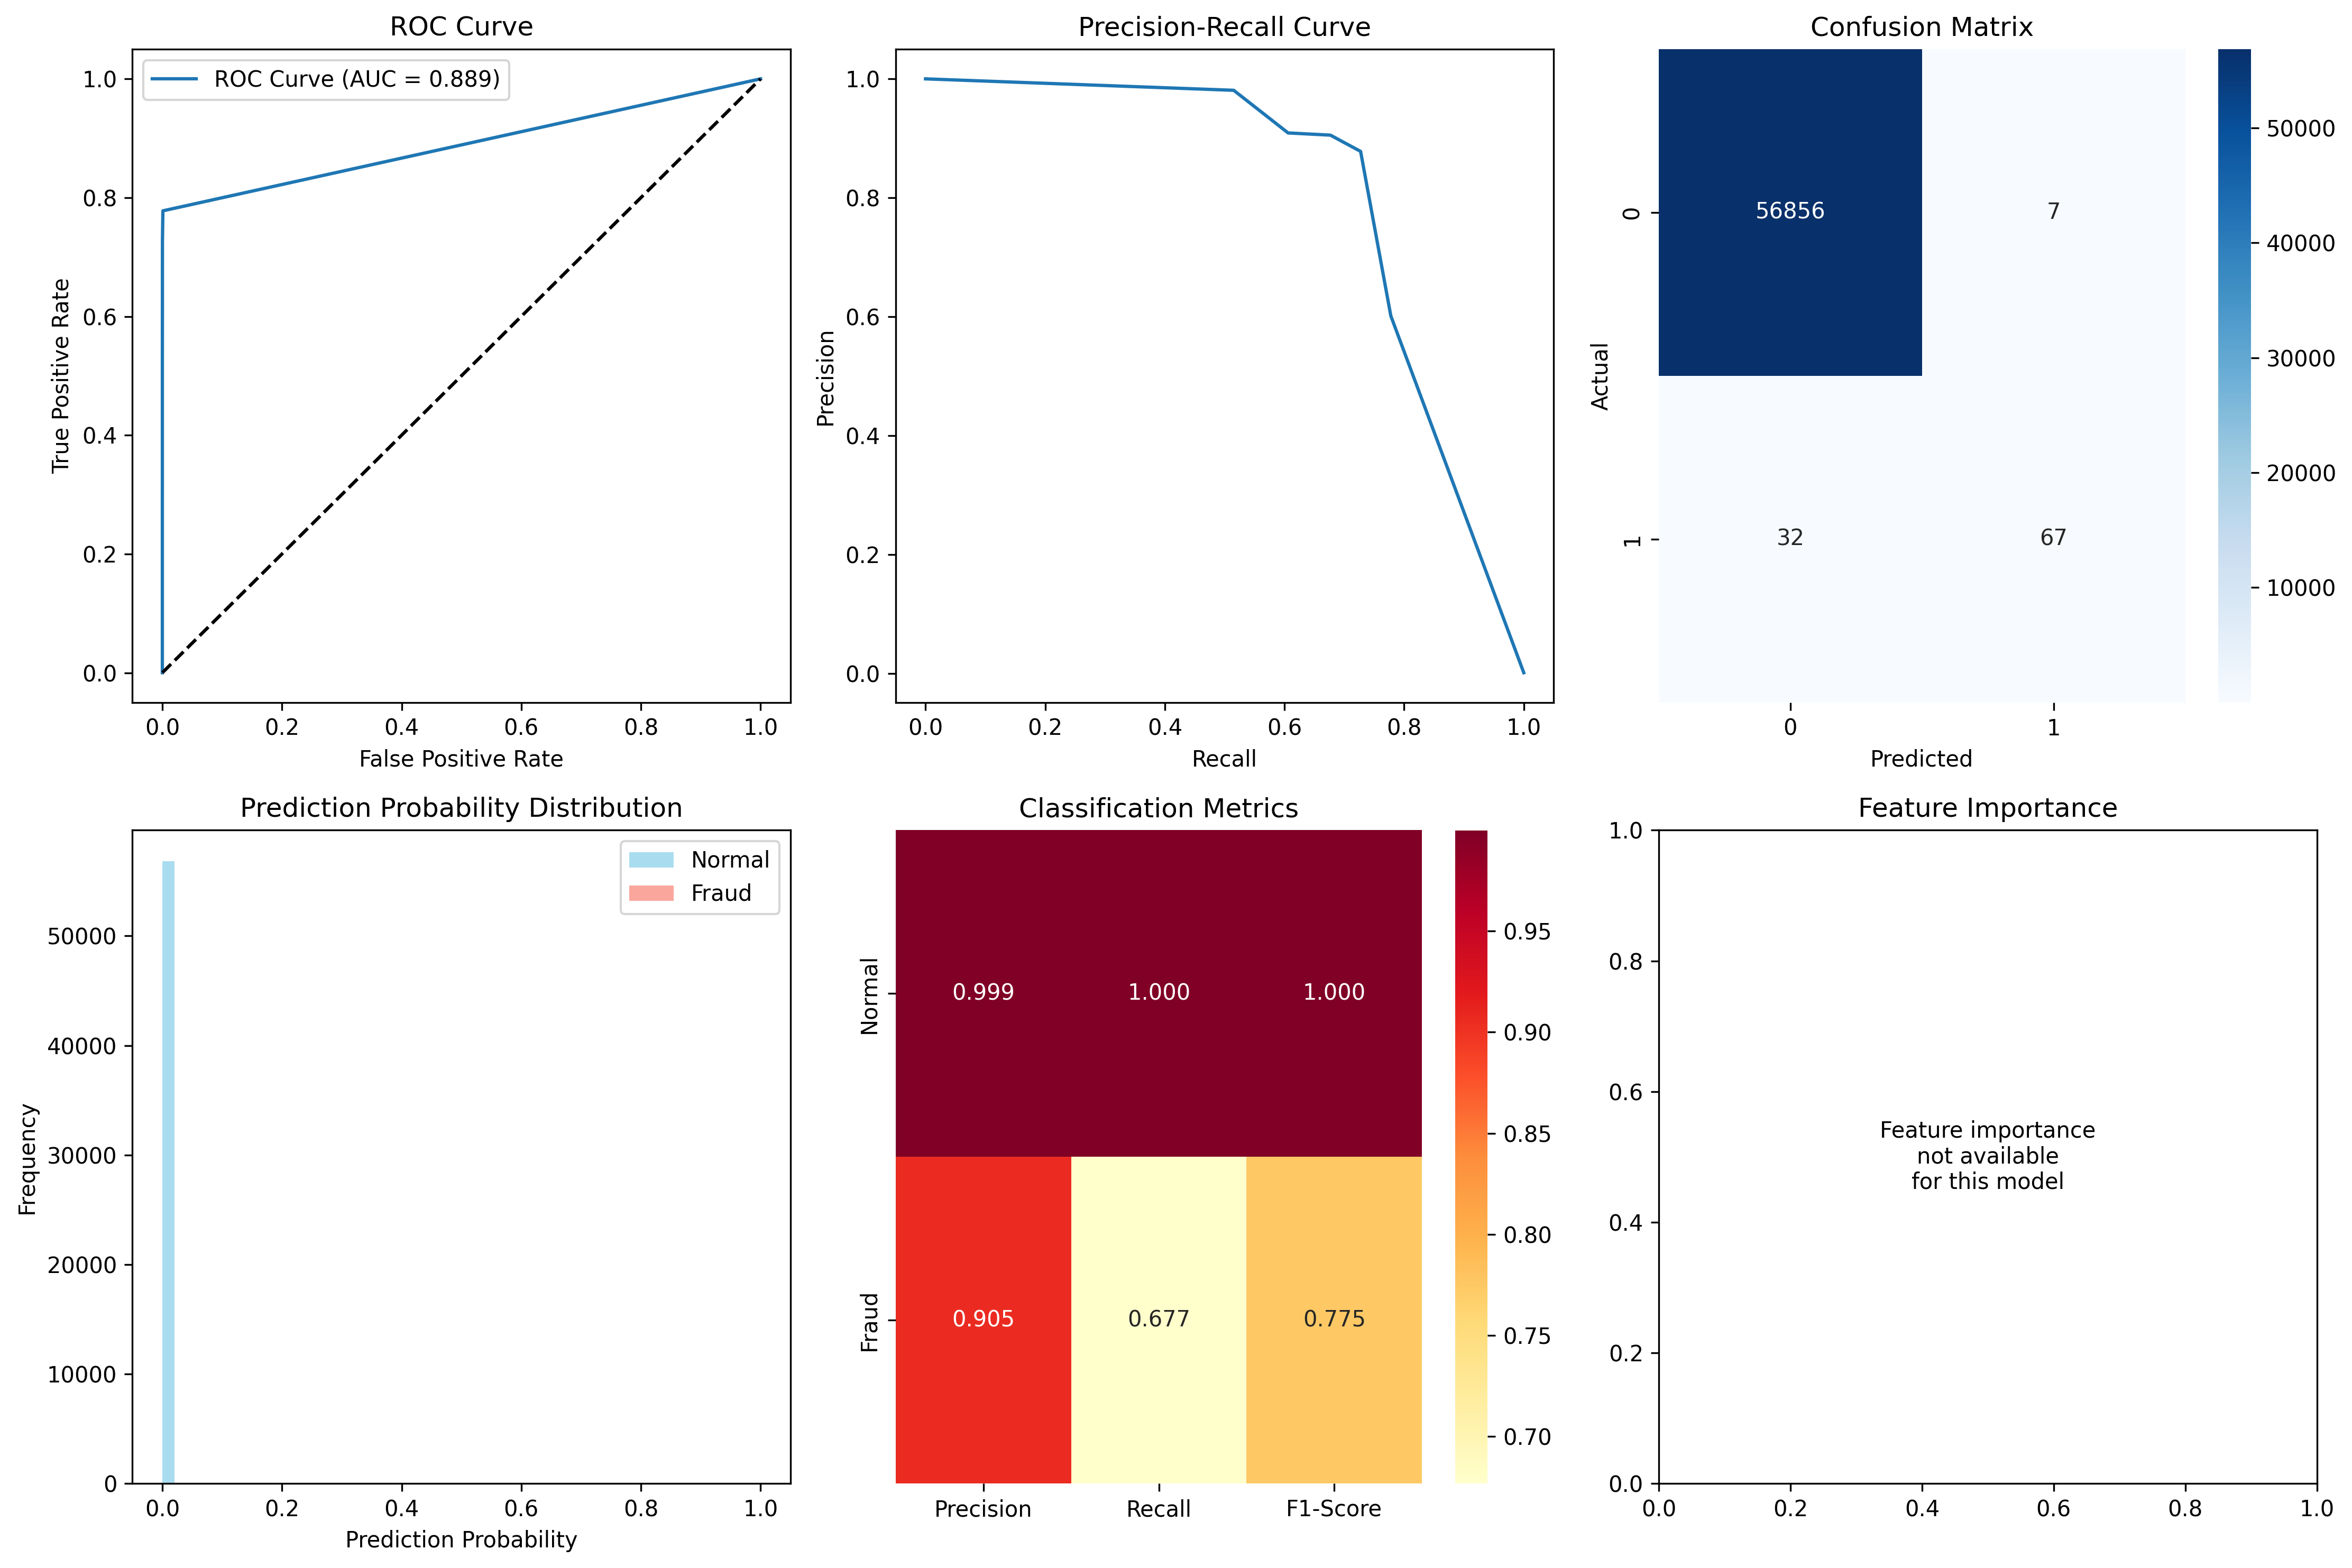 ROC Curve
ROC Curve (AUC = 0.889)
1.0
0.8
0.6
0.4
0.2
0.0
True Positive Rate
0.0 0.2 0.4 0.6 0.8 1.0
False Positive Rate
Precision-Recall Curve
1.0
0.8
0.6
0.4
0.2
0.0
Precision
0.0 0.2 0.4 0.6 0.8 1.0
Recall
Confusion Matrix
56856 7
32 67
0
1
Actual
0 1
Predicted
50000
40000
30000
20000
10000
Prediction Probability Distribution
Normal
Fraud
50000
40000
30000
20000
10000
0
Frequency
0.0 0.2 0.4 0.6 0.8 1.0
Prediction Probability
Classification Metrics
Normal
0.999 1.000 1.000
Fraud
0.905 0.677 0.775
Precision Recall F1-Score
0.95
0.90
0.85
0.80
0.75
0.70
Feature Importance
1.0
0.8
0.6
0.4
0.2
0.0
Feature importance
not available
for this model
0.0 0.2 0.4 0.6 0.8 1.0